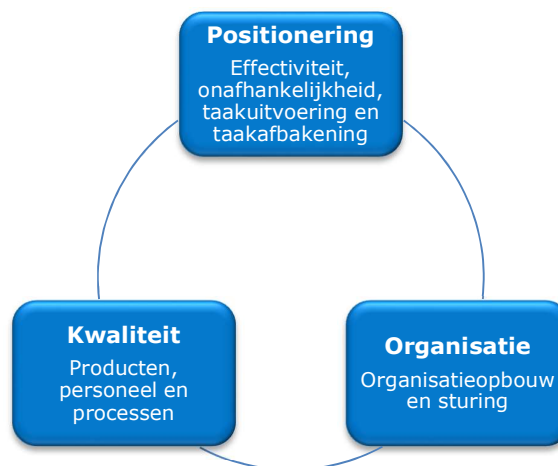 Positionering
Effectiviteit,
onafhankelijkheid,
taakuitvoering en
taakafbakening
Kwaliteit
Producten,
personeel en
processen
Organisatie
Organisatieopbouw
en sturing